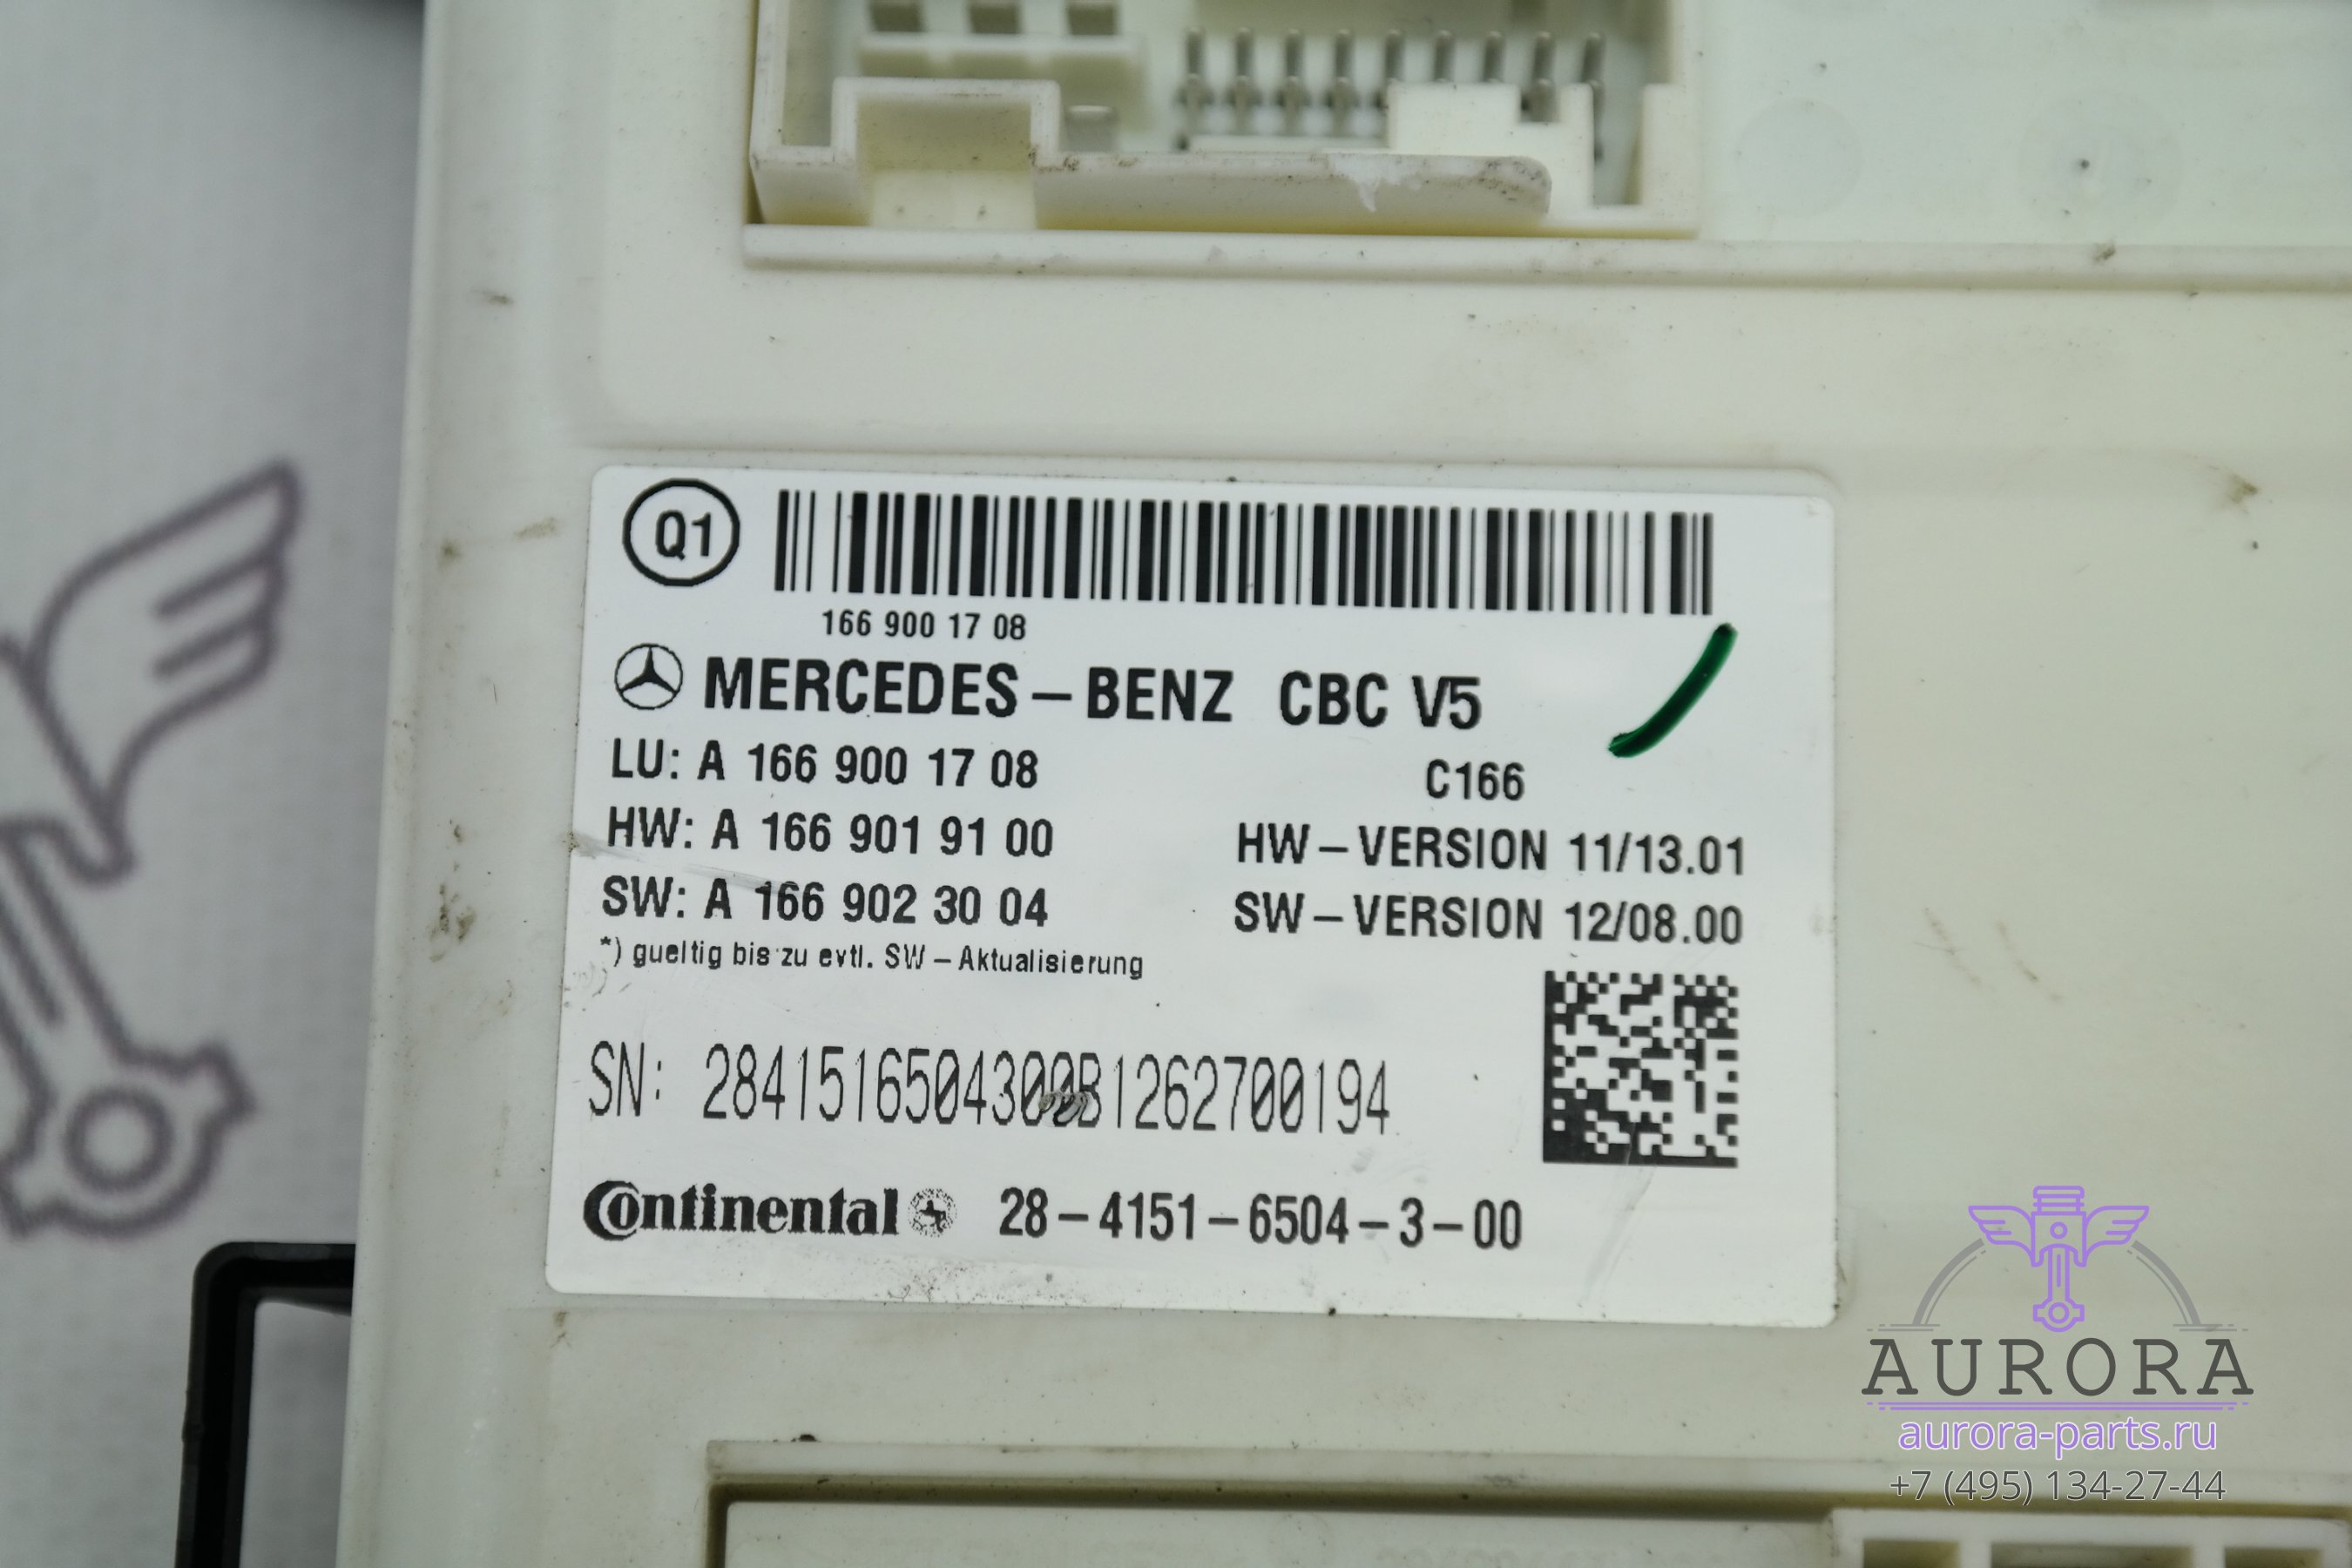 Q1
166 900 17 08
MERCEDES-BENZ CBC V5
LU: A 166 900 17 08
C166
HW: A 166 901 91 00
HW-VERSION 11/13.01
SW: A 166 902 30 04
SW-VERSION 12/08.00
*) gueltig bis zu evtl. SW-Aktualisierung
SN: 2841516504300B1262700194
Continental 28-4151-6504-3-00
AURORA
aurora-parts.ru
+7 (495) 134-27-44